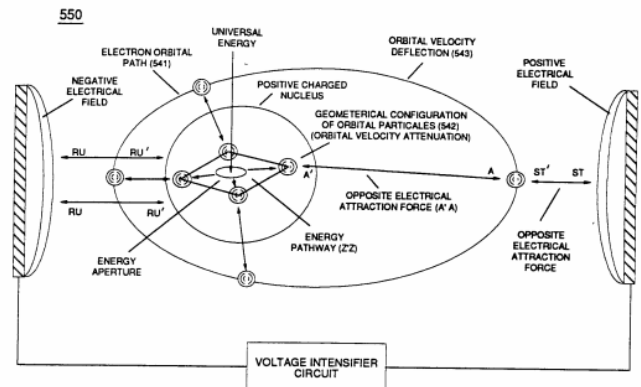 550
UNIVERSAL
ENERGY
ELECTRON ORBITAL
PATH (541)
ORBITAL VELOCITY
DEFLECTION (543)
NEGATIVE
ELECTRICAL
FIELD
POSITIVE CHARGED
NUCLEUS
POSITIVE
ELECTRICAL
FIELD
GEOMETERICAL CONFIGURATION
OF ORBITAL PARTICALES (542)
(ORBITAL VELOCITY ATTENUATION)
RU
RU'
A'
A
ST'
ST
RU
RU'
OPPOSITE ELECTRICAL
ATTRACTION FORCE (A' A)
ENERGY
APERTURE
ENERGY
PATHWAY (Z'Z)
OPPOSITE
ELECTRICAL
ATTRACTION
FORCE
VOLTAGE INTENSIFIER
CIRCUIT